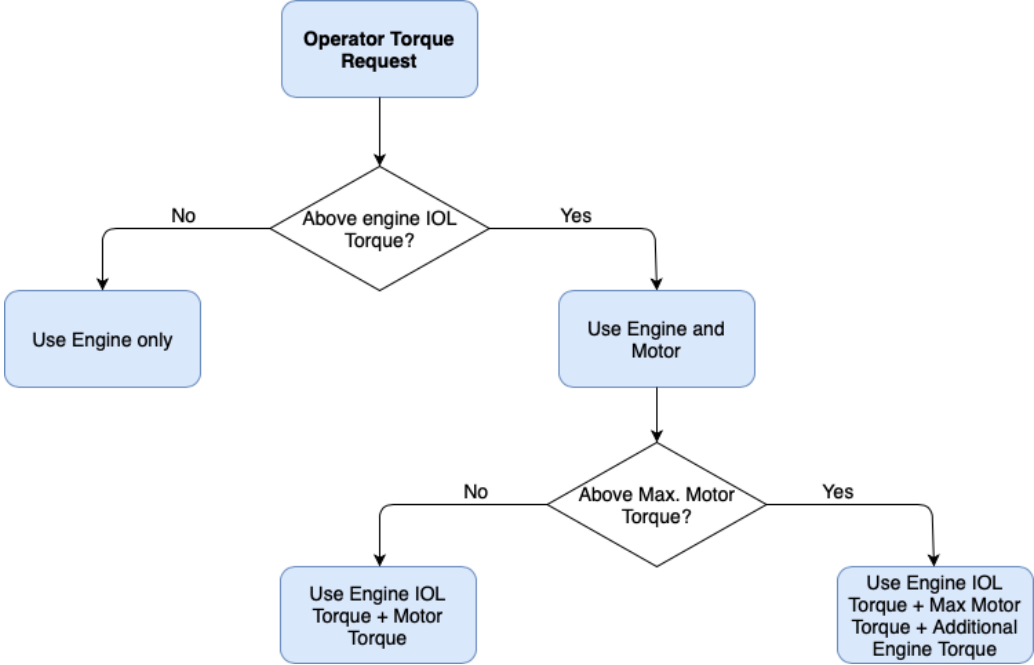 Operator Torque
Request
No
Above engine IOL
Torque?
Yes
Use Engine only
Use Engine and
Motor
No
Above Max. Motor
Torque?
Yes
Use Engine IOL
Torque + Motor
Torque
Use Engine IOL
Torque + Max Motor
Torque + Additional
Engine Torque